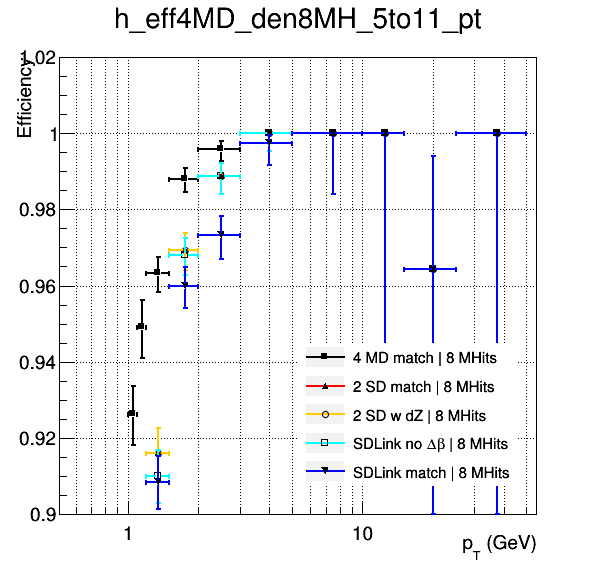 h_eff4MD_den8MH_5to11_pt
Efficiency
1.02
1
0.98
0.96
0.94
0.92
0.9
4 MD match | 8 MHits
2 SD match | 8 MHits
2 SD w dZ | 8 MHits
SDLink no Δβ | 8 MHits
SDLink match | 8 MHits
1
10
p_T (GeV)